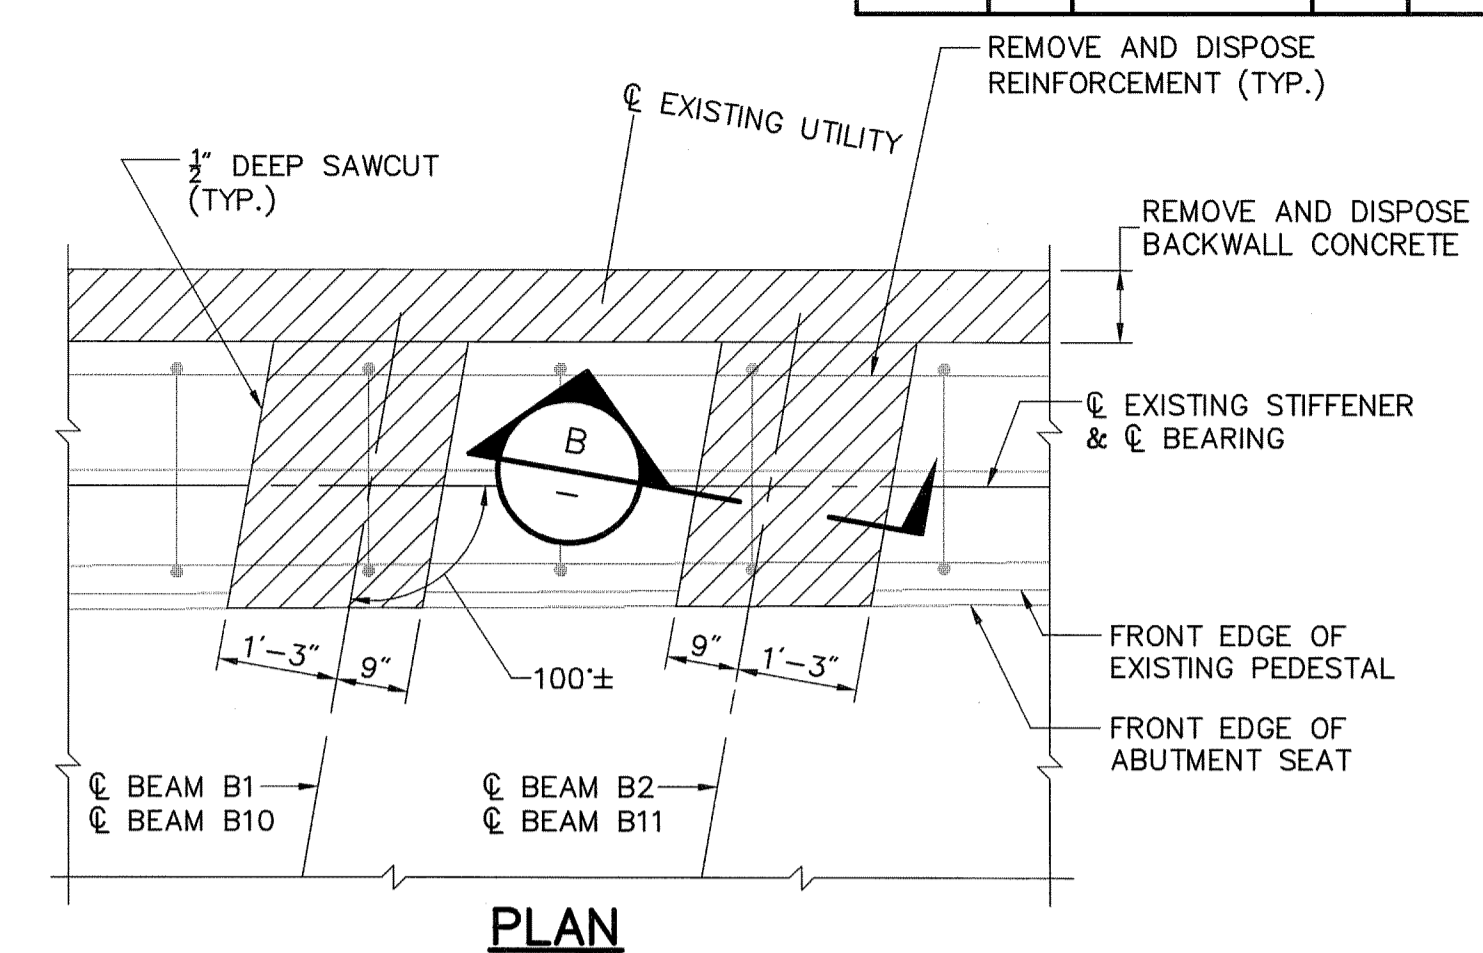 REMOVE AND DISPOSE
REINFORCEMENT (TYP.)
℄ EXISTING UTILITY
½" DEEP SAWCUT
(TYP.)
REMOVE AND DISPOSE
BACKWALL CONCRETE
℄ EXISTING STIFFENER
& ℄ BEARING
B
–
1'-3"
9"
100°±
9"
1'-3"
FRONT EDGE OF
EXISTING PEDESTAL
FRONT EDGE OF
ABUTMENT SEAT
℄ BEAM B1
℄ BEAM B10
℄ BEAM B2
℄ BEAM B11
PLAN